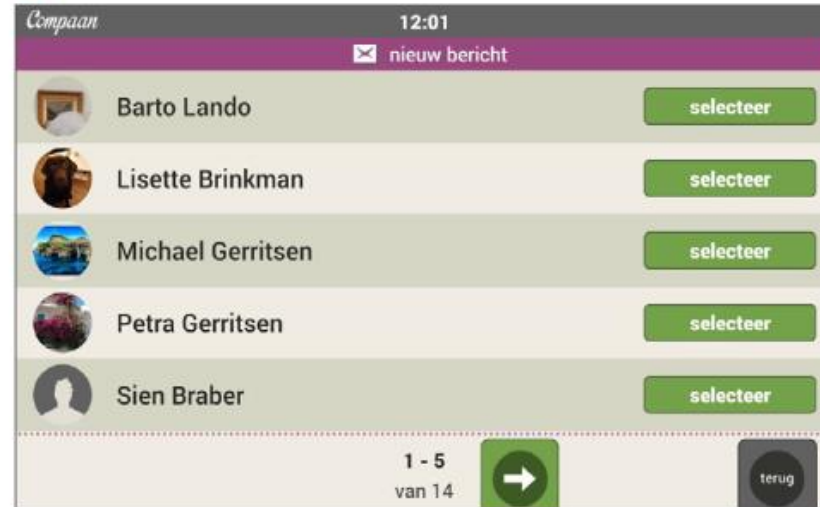 Compaan 12:01
nieuw bericht
Barto Lando selecteer
Lisette Brinkman selecteer
Michael Gerritsen selecteer
Petra Gerritsen selecteer
Sien Braber selecteer
1 - 5
van 14
terug